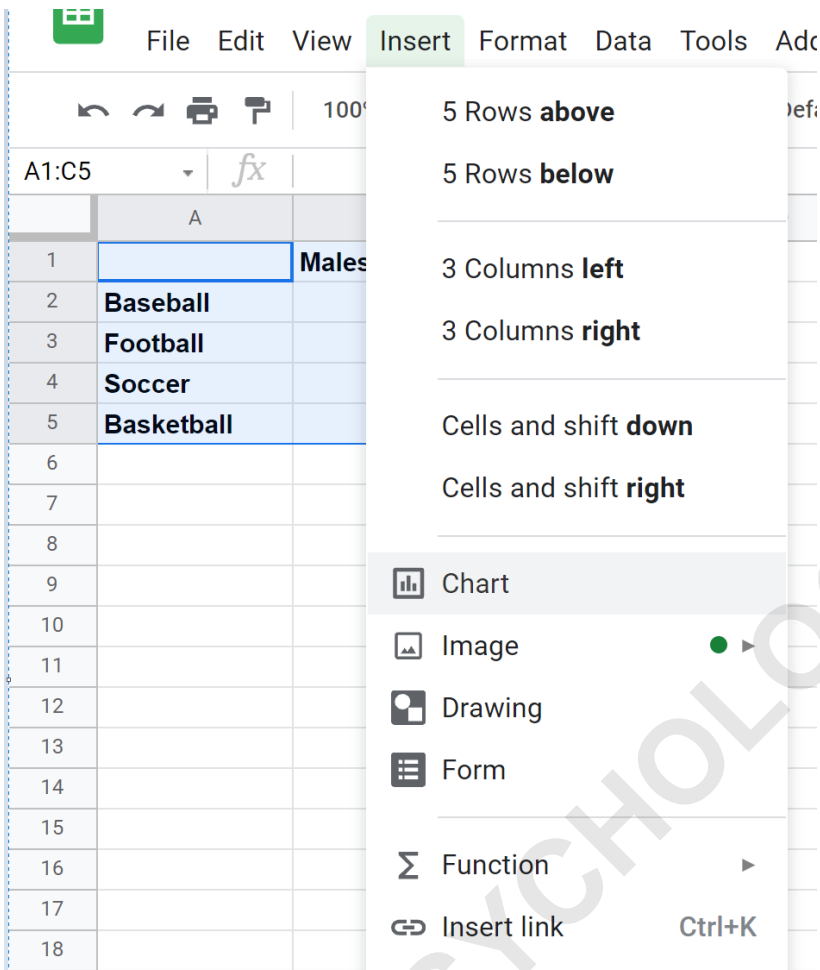 File Edit View Insert Format Data Tools
100
A1:C5 fx
A
1 Males
2 Baseball
3 Football
4 Soccer
5 Basketball
6
7
8
9
10
11
12
13
14
15
16
17
18
5 Rows above
5 Rows below
3 Columns left
3 Columns right
Cells and shift down
Cells and shift right
Chart
Image
Drawing
Form
Σ Function
Insert link Ctrl+K